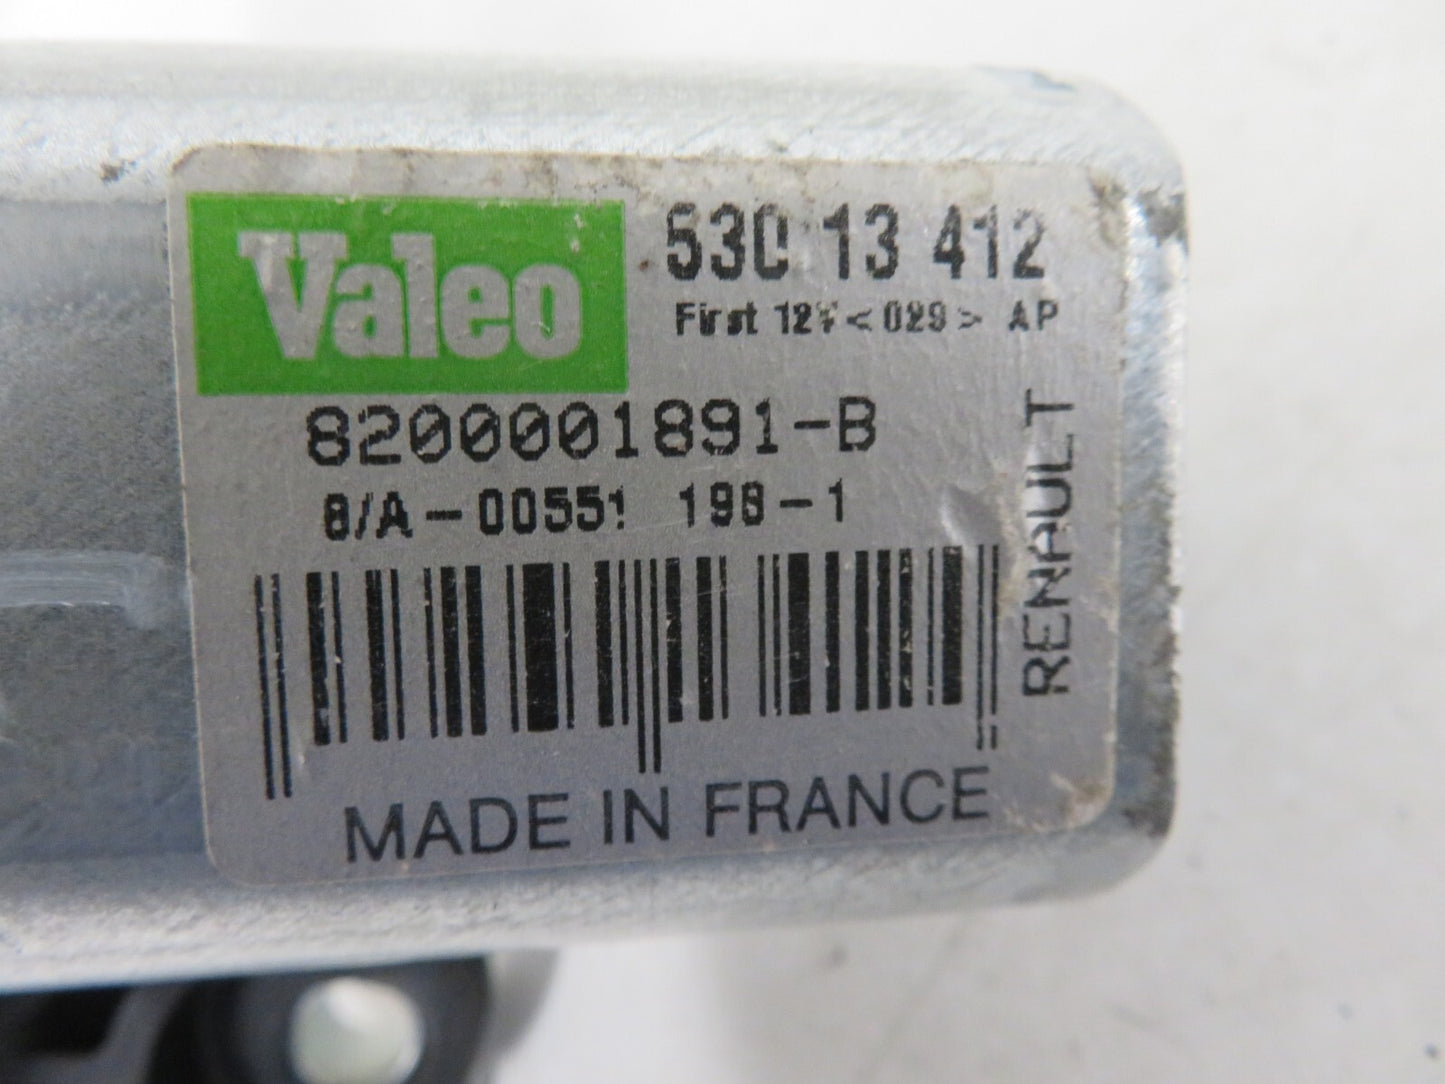 Valeo
530 13 412
First 12V <029> AP
8200001891-B
8/A-00551 198-1
RENAULT
MADE IN FRANCE